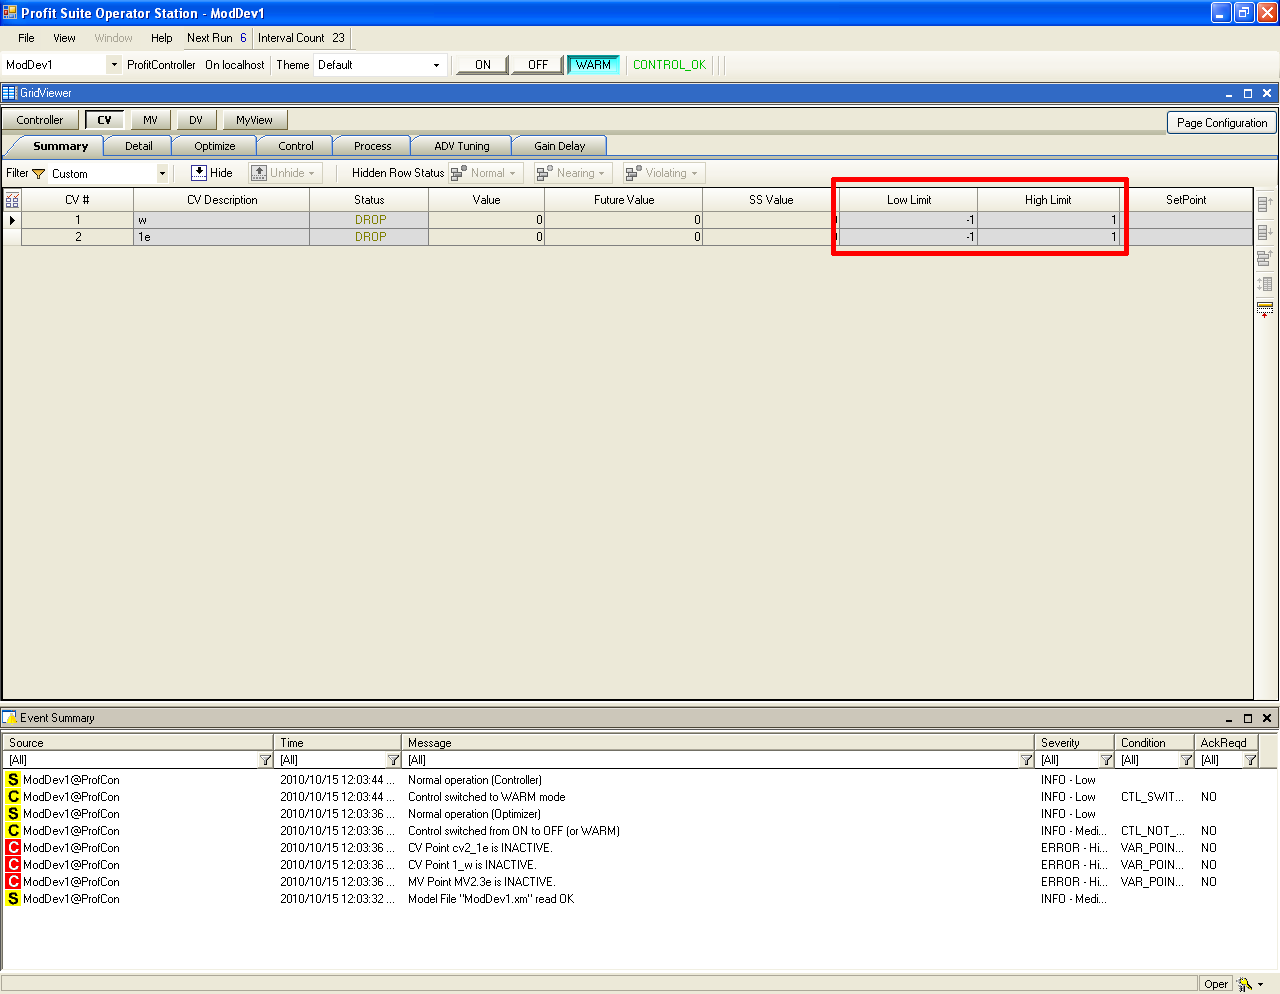 Profit Suite Operator Station - ModDev1
File View Window Help Next Run 6 Interval Count 23
ModDev1 ProfitController On localhost Theme Default ON OFF WARM CONTROL_OK
GridViewer
Controller CV MV DV MyView Page Configuration
Summary Detail Optimize Control Process ADV Tuning Gain Delay
Filter Custom Hide Unhide Hidden Row Status Normal Nearing Violating
CV # CV Description Status Value Future Value SS Value Low Limit High Limit SetPoint
1 w DROP 0 0 -1 1
2 1e DROP 0 0 -1 1
Event Summary
Source Time Message Severity Condition AckReqd
[All] [All] [All] [All] [All] [All]
S ModDev1@ProfCon 2010/10/15 12:03:44 ... Normal operation (Controller) INFO - Low
C ModDev1@ProfCon 2010/10/15 12:03:44 ... Control switched to WARM mode INFO - Low CTL_SWIT... NO
S ModDev1@ProfCon 2010/10/15 12:03:36 ... Normal operation (Optimizer) INFO - Low
C ModDev1@ProfCon 2010/10/15 12:03:36 ... Control switched from ON to OFF (or WARM) INFO - Medi... CTL_NOT_... NO
C ModDev1@ProfCon 2010/10/15 12:03:36 ... CV Point cv2_1e is INACTIVE. ERROR - Hi... VAR_POIN... NO
C ModDev1@ProfCon 2010/10/15 12:03:36 ... CV Point 1_w is INACTIVE. ERROR - Hi... VAR_POIN... NO
C ModDev1@ProfCon 2010/10/15 12:03:36 ... MV Point MV2.3e is INACTIVE. ERROR - Hi... VAR_POIN... NO
S ModDev1@ProfCon 2010/10/15 12:03:32 ... Model File "ModDev1.xm" read OK INFO - Medi...
Oper